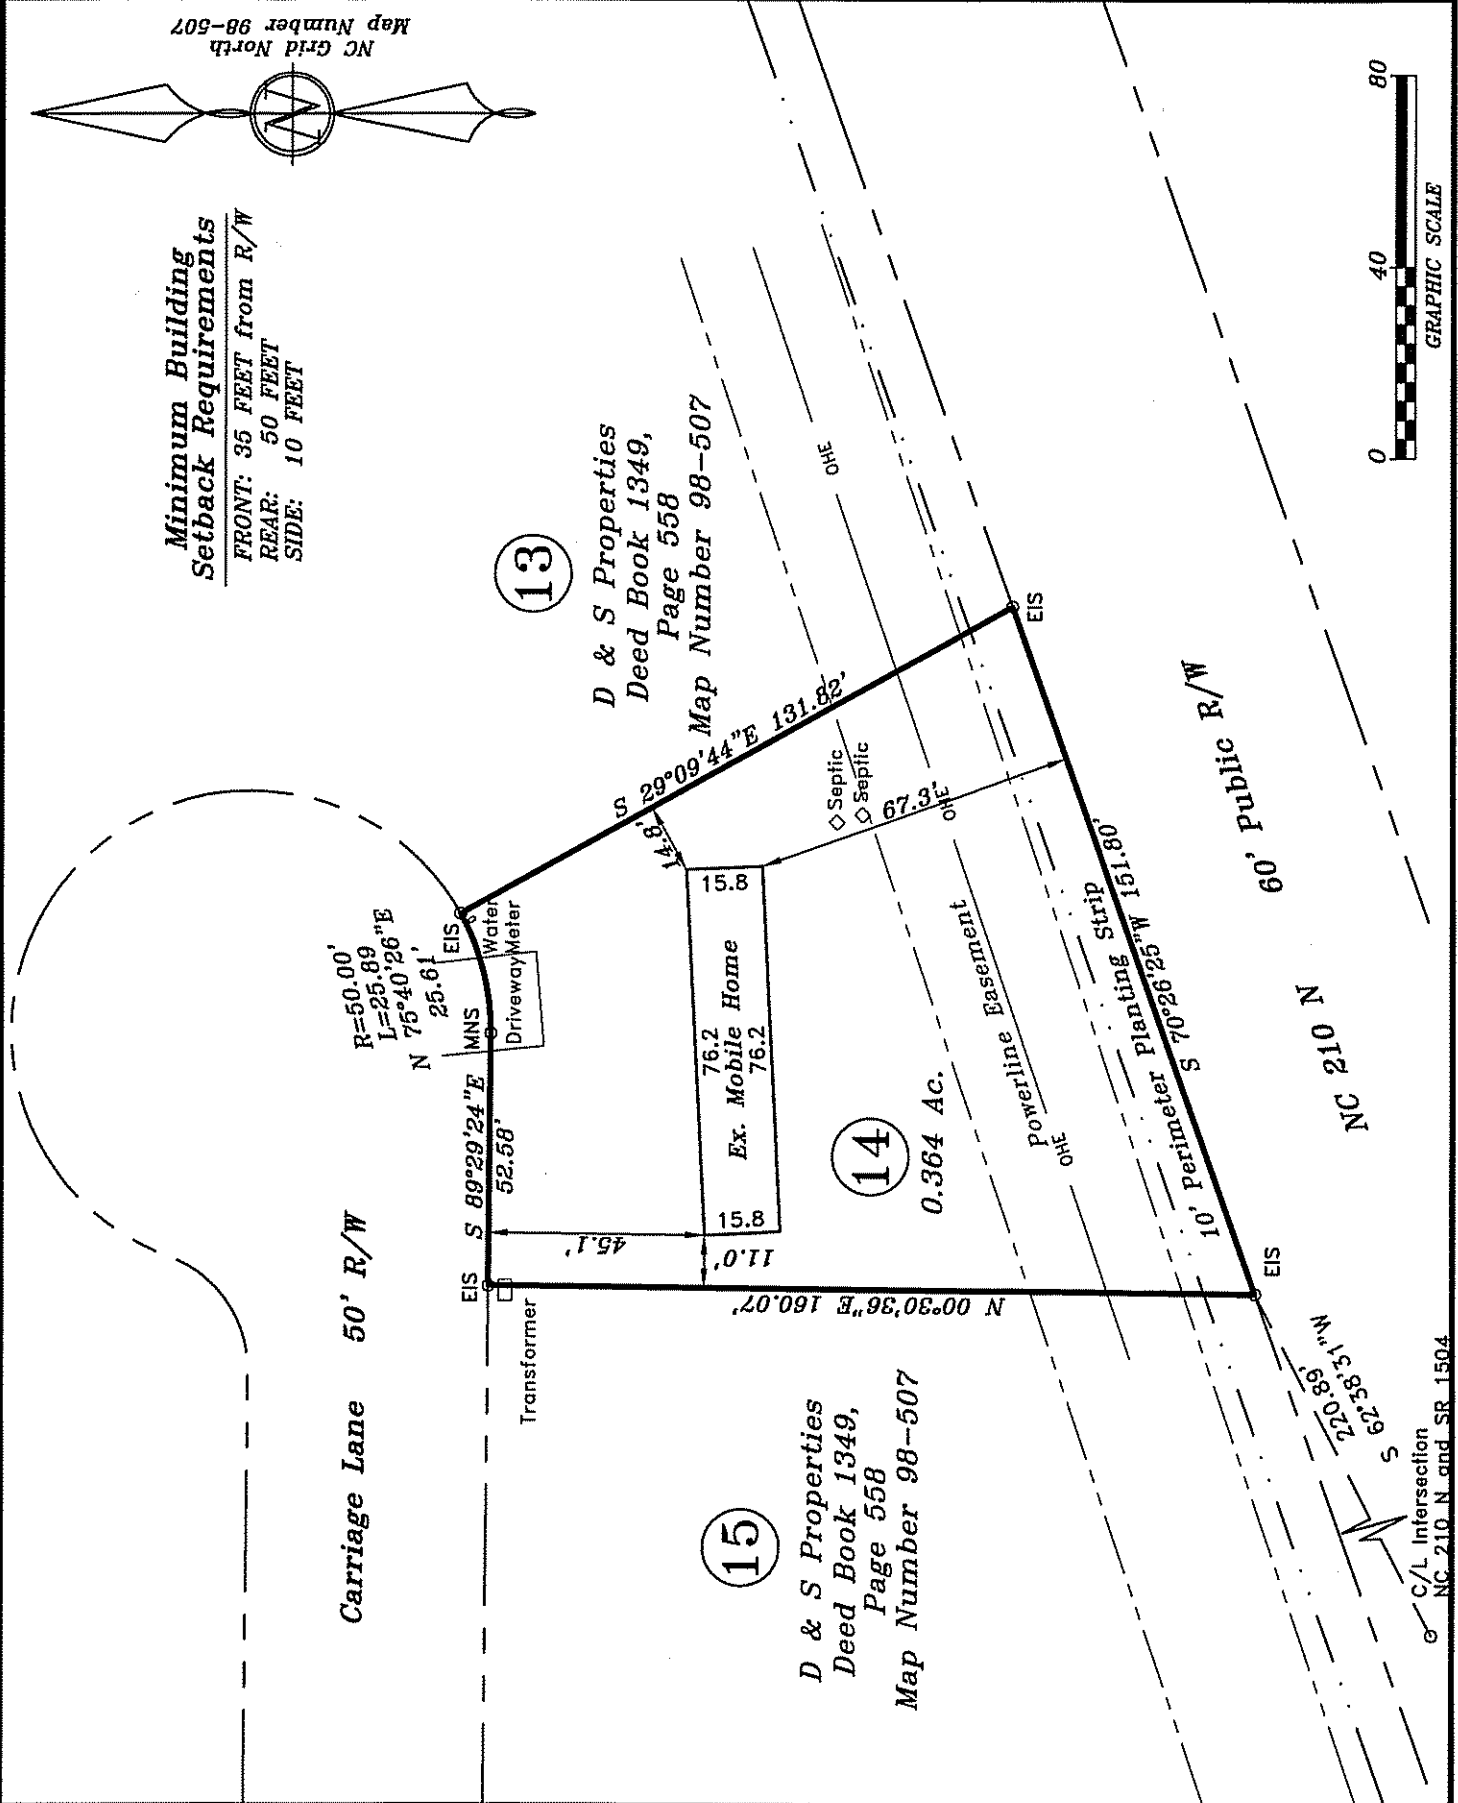 NC Grid North
Map Number 98-507
Minimum Building
Setback Requirements
FRONT: 35 FEET from R/W
REAR: 50 FEET
SIDE: 10 FEET
13
D & S Properties
Deed Book 1349,
Page 558
Map Number 98-507
Carriage Lane 50' R/W
R=50.00'
L=25.89
N 75°40'26"E
25.61'
EIS
Water
Meter
MNS
Driveway
S 89°29'24"E
52.58'
EIS
Transformer
S 29°09'44"E 131.82'
14.8'
15.8
76.2
Ex. Mobile Home
76.2
15.8
45.1'
11.0'
N 00°30'36"E 160.07'
Septic
Septic
67.3'
OHE
OHE
OHE
14
0.364 Ac.
Powerline Easement
10' Perimeter Planting Strip
S 70°26'25"W 151.80'
EIS
EIS
60' Public R/W
NC 210 N
15
D & S Properties
Deed Book 1349,
Page 558
Map Number 98-507
220.89'
S 62°38'31"W
C/L Intersection
NC 210 N and SR 1504
0 40 80
GRAPHIC SCALE
N